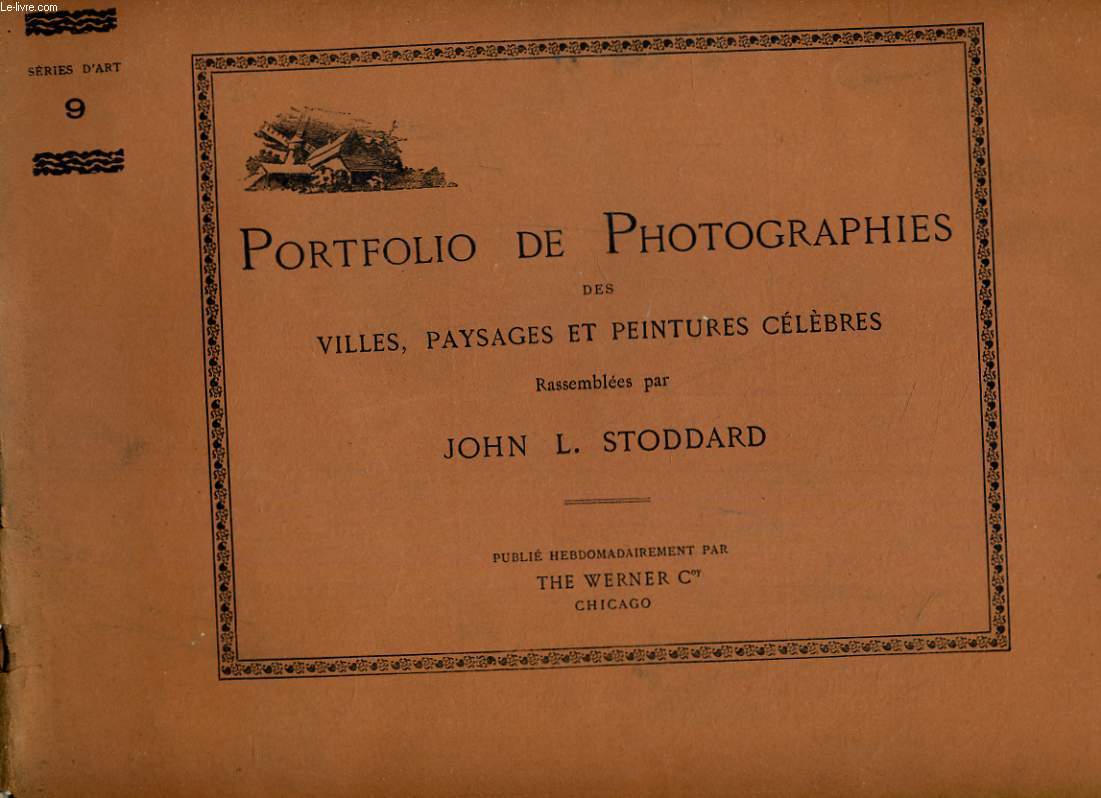 Le-livre.com
SÉRIES D'ART
9
PORTFOLIO DE PHOTOGRAPHIES
DES
VILLES, PAYSAGES ET PEINTURES CÉLÈBRES
Rassemblées par
JOHN L. STODDARD
PUBLIÉ HEBDOMADAIREMENT PAR
THE WERNER Coy
CHICAGO